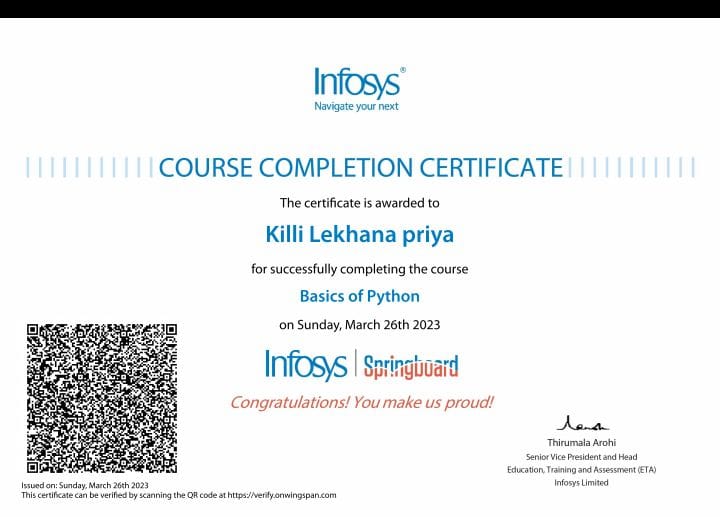 Infosys®
Navigate your next
COURSE COMPLETION CERTIFICATE
The certificate is awarded to
Killi Lekhana priya
for successfully completing the course
Basics of Python
on Sunday, March 26th 2023
Infosys | Springboard
Congratulations! You make us proud!
Thirumala Arohi
Senior Vice President and Head
Education, Training and Assessment (ETA)
Infosys Limited
Issued on: Sunday, March 26th 2023
This certificate can be verified by scanning the QR code at https://verify.onwingspan.com